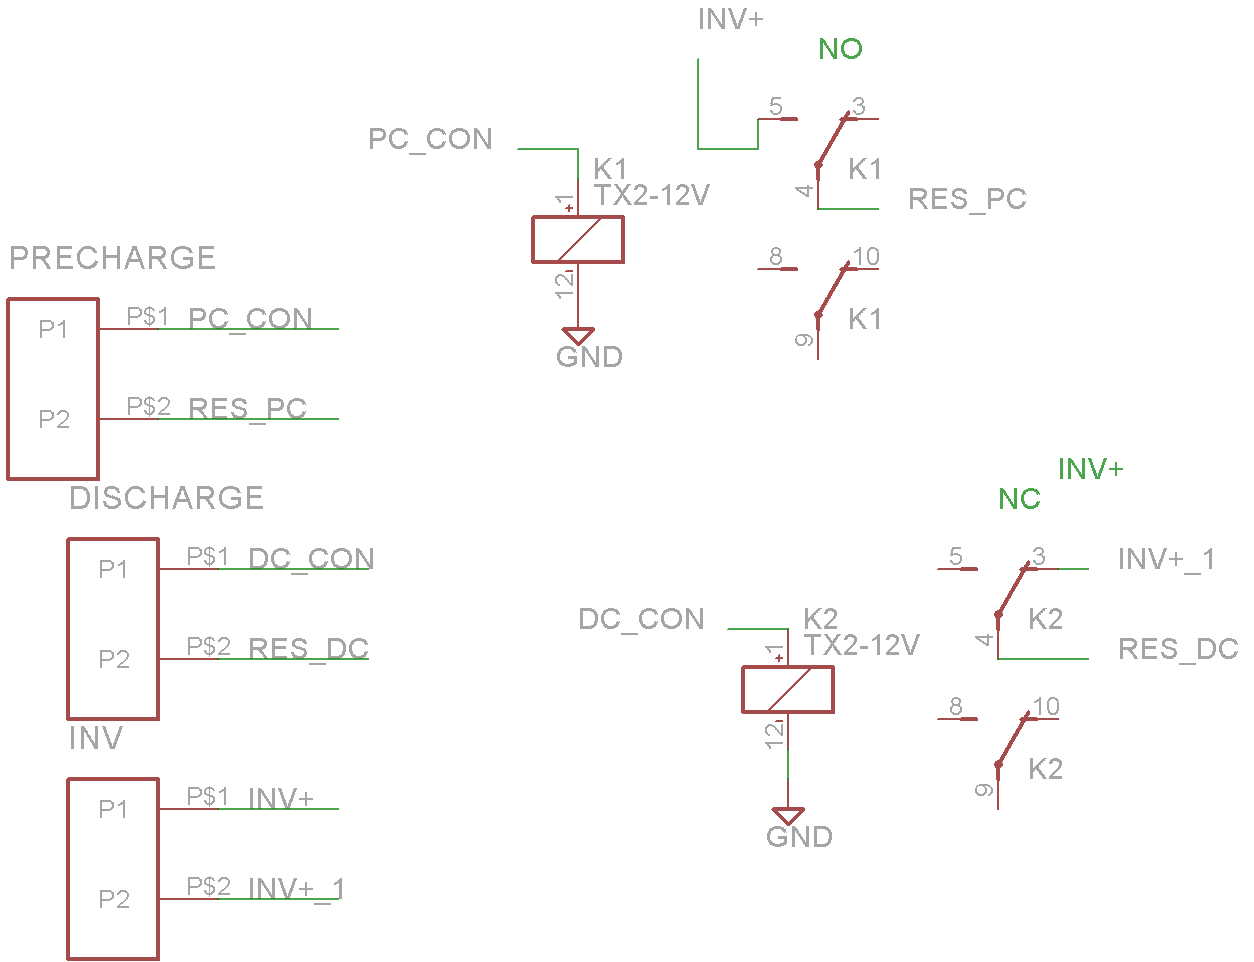 INV+
NO
5
3
PC_CON
K1
TX2-12V
1
+
K1
4
RES_PC
12
-
GND
8
10
K1
9
PRECHARGE
P1
P$1
PC_CON
P2
P$2
RES_PC
DISCHARGE
P1
P$1
DC_CON
P2
P$2
RES_DC
INV
P1
P$1
INV+
P2
P$2
INV+_1
INV+
NC
5
3
INV+_1
K2
4
RES_DC
DC_CON
K2
TX2-12V
1
+
12
-
GND
8
10
K2
9